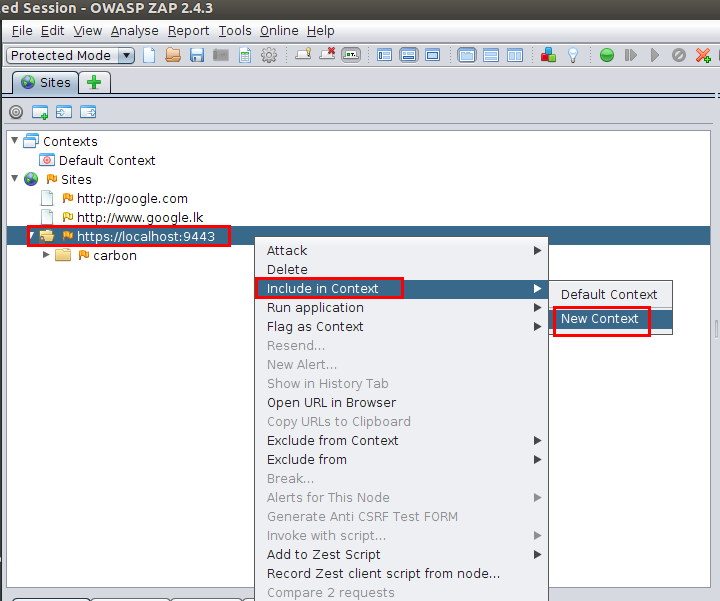 ed Session - OWASP ZAP 2.4.3
File Edit View Analyse Report Tools Online Help
Protected Mode
Sites
Contexts
Default Context
Sites
http://google.com
http://www.google.lk
https://localhost:9443
carbon
Attack
Delete
Include in Context
Run application
Flag as Context
Resend...
New Alert...
Show in History Tab
Open URL in Browser
Copy URLs to Clipboard
Exclude from Context
Exclude from
Break...
Alerts for This Node
Generate Anti CSRF Test FORM
Invoke with script...
Add to Zest Script
Record Zest client script from node...
Compare 2 requests
Default Context
New Context